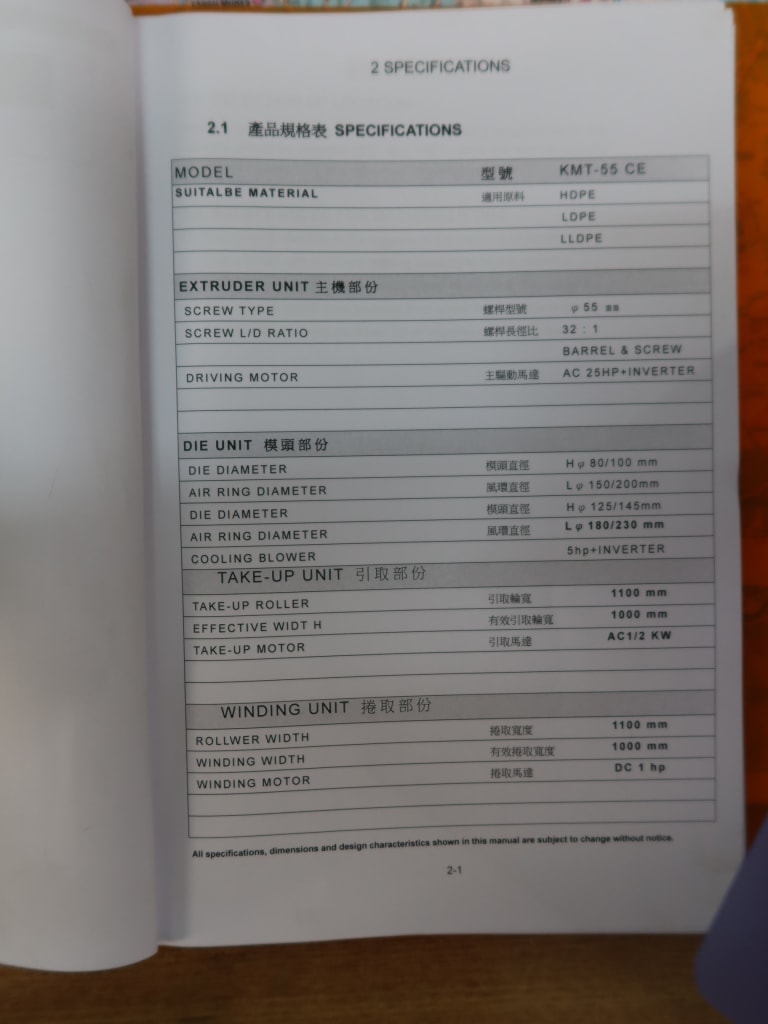 2 SPECIFICATIONS
2.1 產品規格表 SPECIFICATIONS
MODEL 型號 KMT-55 CE
SUITALBE MATERIAL 適用原料 HDPE
LDPE
LLDPE
EXTRUDER UNIT 主機部份
SCREW TYPE 螺桿型號 φ 55 ㎜
SCREW L/D RATIO 螺桿長徑比 32 : 1
BARREL & SCREW
DRIVING MOTOR 主驅動馬達 AC 25HP+INVERTER
DIE UNIT 模頭部份
DIE DIAMETER 模頭直徑 H φ 80/100 mm
AIR RING DIAMETER 風環直徑 L φ 150/200mm
DIE DIAMETER 模頭直徑 H φ 125/145mm
AIR RING DIAMETER 風環直徑 L φ 180/230 mm
COOLING BLOWER 5hp+INVERTER
TAKE-UP UNIT 引取部份
TAKE-UP ROLLER 引取輪寬 1100 mm
EFFECTIVE WIDT H 有效引取輪寬 1000 mm
TAKE-UP MOTOR 引取馬達 AC1/2 KW
WINDING UNIT 捲取部份
ROLLWER WIDTH 捲取寬度 1100 mm
WINDING WIDTH 有效捲取寬度 1000 mm
WINDING MOTOR 捲取馬達 DC 1 hp
All specifications, dimensions and design characteristics shown in this manual are subject to change without notice.
2-1